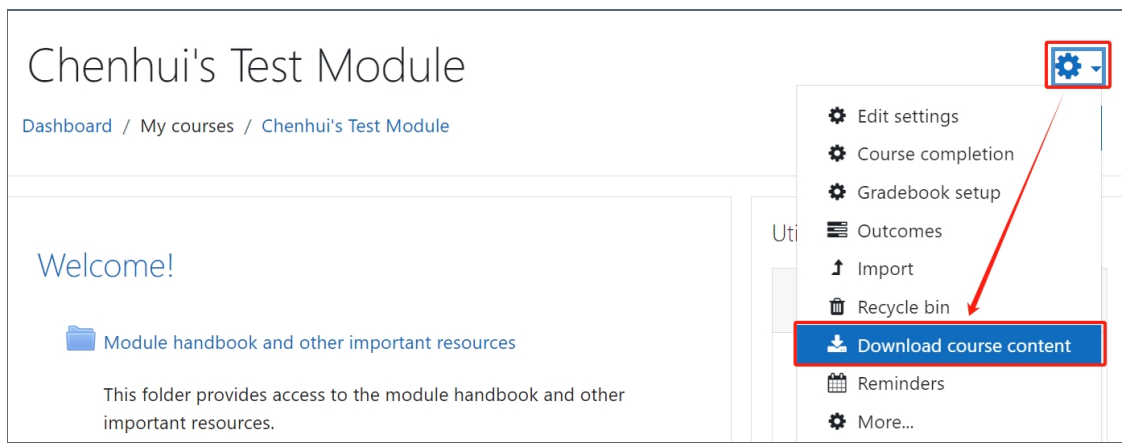 Chenhui's Test Module
Dashboard / My courses / Chenhui's Test Module
Edit settings
Course completion
Gradebook setup
Outcomes
Import
Recycle bin
Download course content
Reminders
More...
Welcome!
Module handbook and other important resources
This folder provides access to the module handbook and other
important resources.